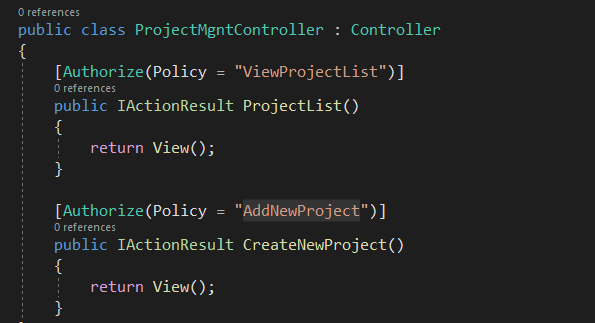 0 references
public class ProjectMgntController : Controller
{
[Authorize(Policy = "ViewProjectList")]
0 references
public IActionResult ProjectList()
{
return View();
}
[Authorize(Policy = "AddNewProject")]
0 references
public IActionResult CreateNewProject()
{
return View();
}